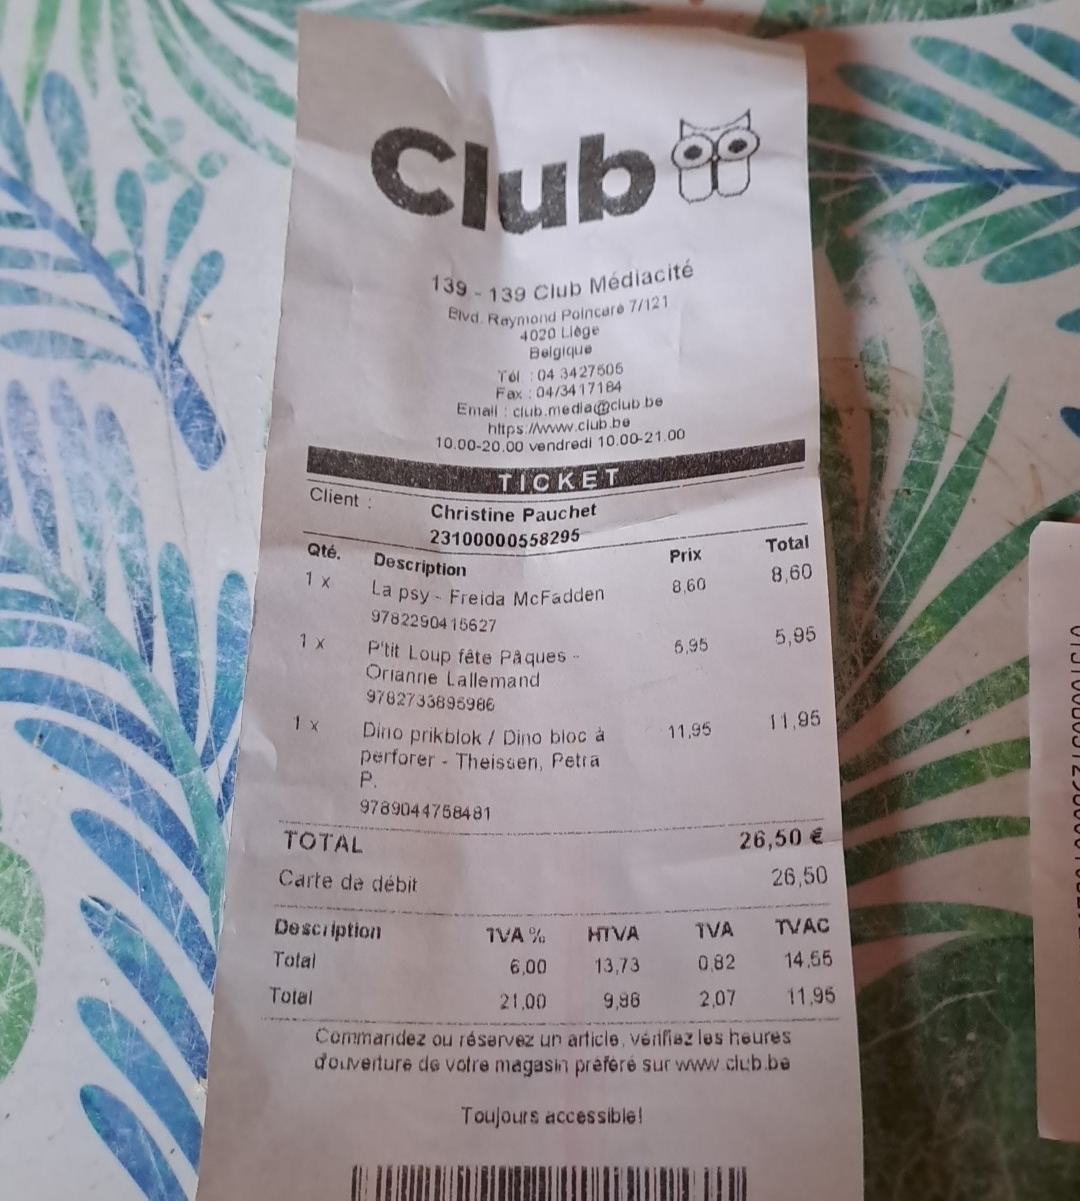 Club
139 - 139 Club Médiacité
Blvd. Raymond Poincaré 7/121
4020 Liège
Belgique
Tél. : 04 3427605
Fax : 04/3417184
Email : club.media@club.be
https://www.club.be
10.00-20.00 vendredi 10.00-21.00
TICKET
Client : Christine Pauchet
23100000558295
Qté. Description Prix Total
1 x La psy - Freida McFadden 8,60 8,60
9782290415627
1 x P'tit Loup fête Pâques - 5,95 5,95
Orianne Lallemand
9782733895986
1 x Dino prikblok / Dino bloc à 11,95 11,95
perforer - Theissen, Petra
P.
9789044758481
TOTAL 26,50 €
Carte de débit 26,50
Description TVA % HTVA TVA TVAC
Total 6,00 13,73 0,82 14,55
Total 21,00 9,88 2,07 11,95
Commandez ou réservez un article, vérifiez les heures
d'ouverture de votre magasin préféré sur www.club.be
Toujours accessible!